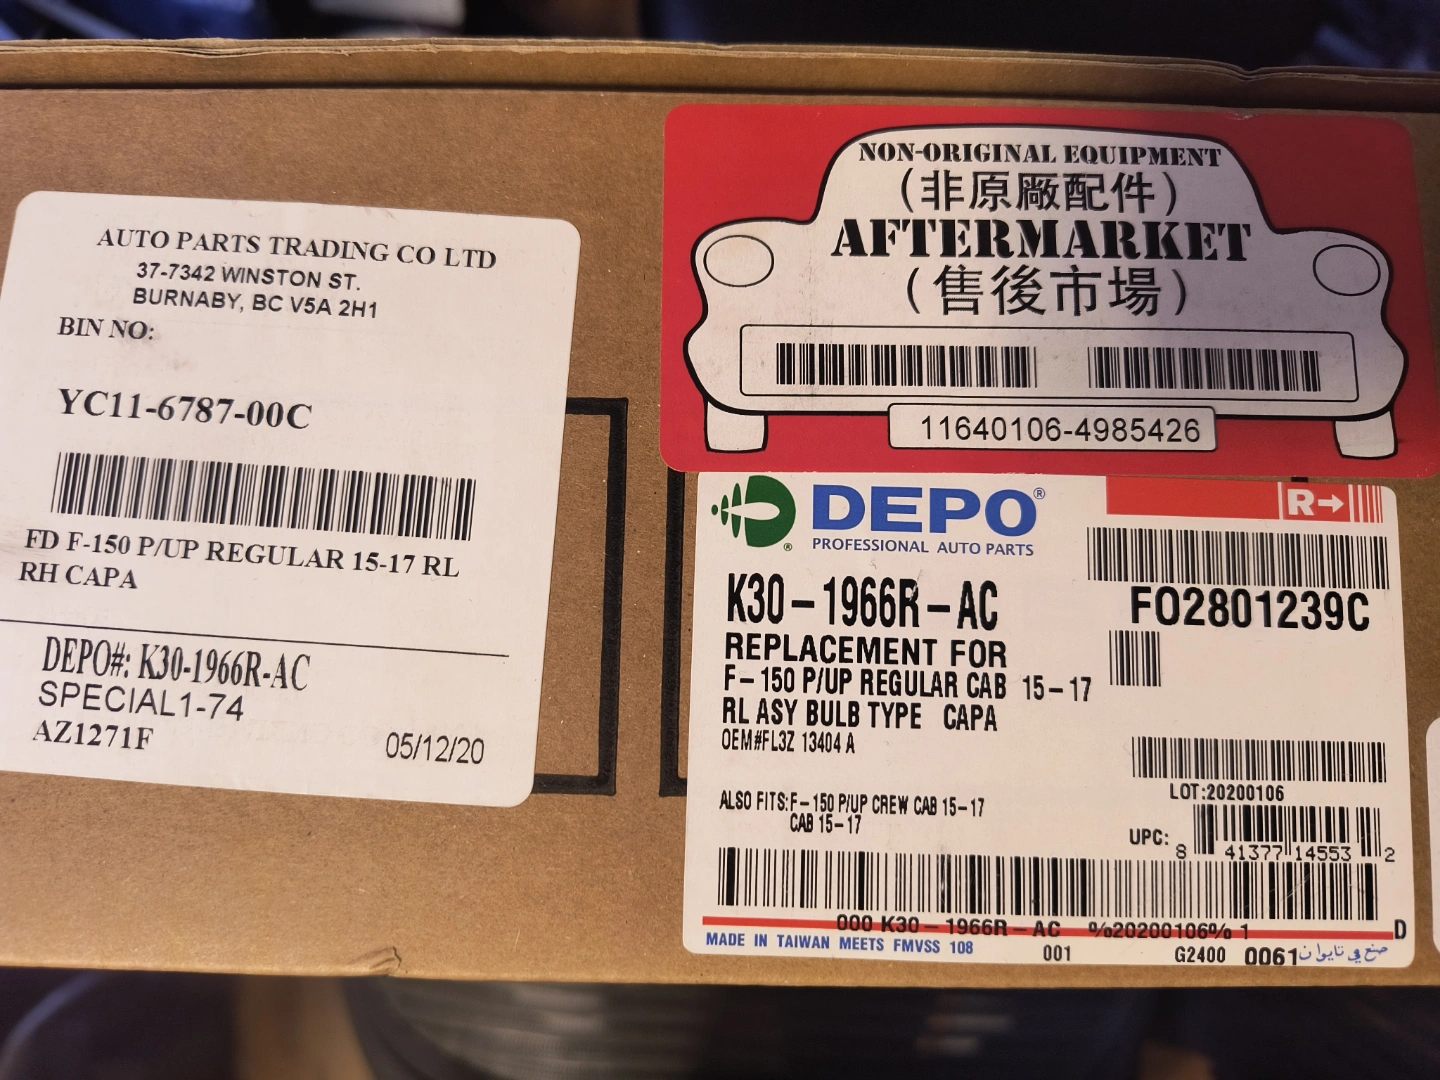 AUTO PARTS TRADING CO LTD
37-7342 WINSTON ST.
BURNABY, BC V5A 2H1
BIN NO:
YC11-6787-00C
FD F-150 P/UP REGULAR 15-17 RL
RH CAPA
DEPO#: K30-1966R-AC
SPECIAL1-74
AZ1271F
05/12/20
NON-ORIGINAL EQUIPMENT
(非原廠配件)
AFTERMARKET
(售後市場)
11640106-4985426
DEPO®
PROFESSIONAL AUTO PARTS
R→
K30-1966R-AC
FO2801239C
REPLACEMENT FOR
F-150 P/UP REGULAR CAB 15-17
RL ASY BULB TYPE CAPA
OEM#FL3Z 13404 A
LOT:20200106
ALSO FITS:F-150 P/UP CREW CAB 15-17
CAB 15-17
UPC: 8 41377 14553 2
000 K30-1966R-AC %20200106% 1 D
MADE IN TAIWAN MEETS FMVSS 108 001 G2400 0061 صنع في تايوان